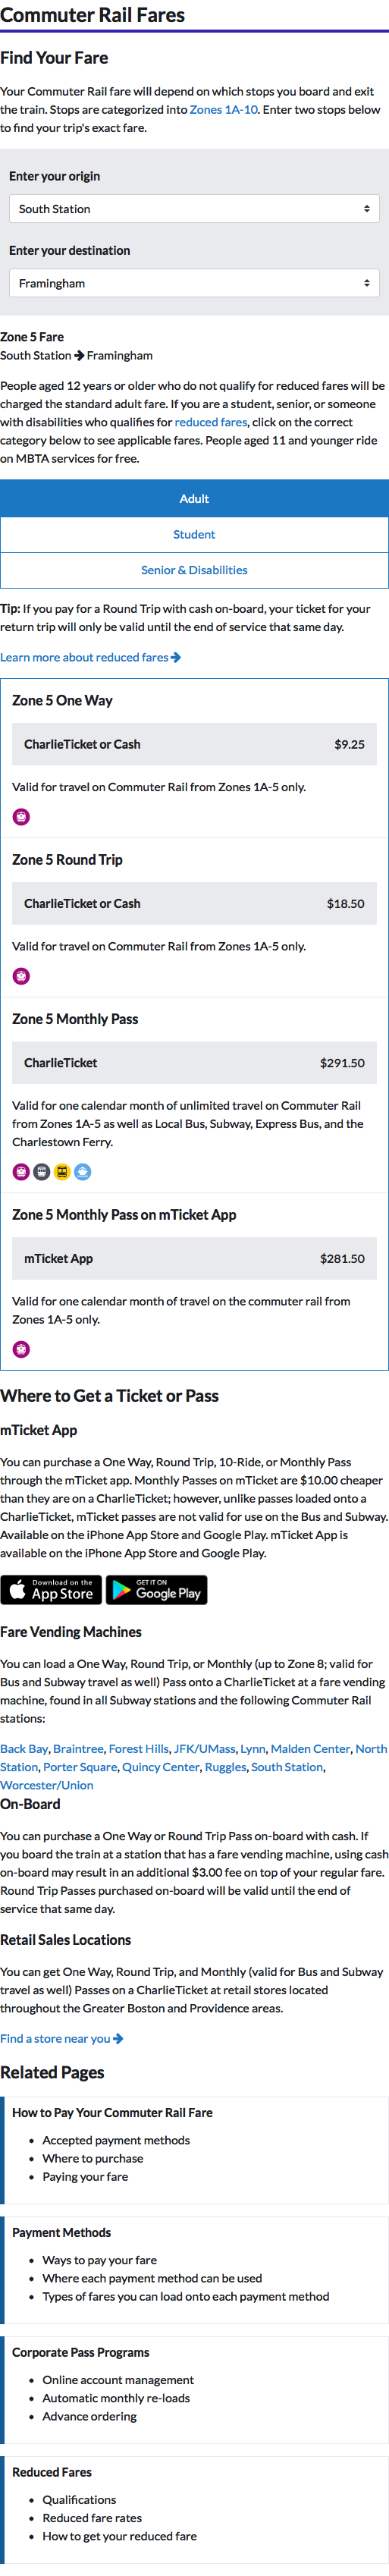 Commuter Rail Fares
Find Your Fare
Your Commuter Rail fare will depend on which stops you board and exit
the train. Stops are categorized into Zones 1A-10. Enter two stops below
to find your trip's exact fare.
Enter your origin
South Station
Enter your destination
Framingham
Zone 5 Fare
South Station → Framingham
People aged 12 years or older who do not qualify for reduced fares will be
charged the standard adult fare. If you are a student, senior, or someone
with disabilities who qualifies for reduced fares, click on the correct
category below to see applicable fares. People aged 11 and younger ride
on MBTA services for free.
Adult
Student
Senior & Disabilities
Tip: If you pay for a Round Trip with cash on-board, your ticket for your
return trip will only be valid until the end of service that same day.
Learn more about reduced fares →
Zone 5 One Way
CharlieTicket or Cash $9.25
Valid for travel on Commuter Rail from Zones 1A-5 only.
Zone 5 Round Trip
CharlieTicket or Cash $18.50
Valid for travel on Commuter Rail from Zones 1A-5 only.
Zone 5 Monthly Pass
CharlieTicket $291.50
Valid for one calendar month of unlimited travel on Commuter Rail
from Zones 1A-5 as well as Local Bus, Subway, Express Bus, and the
Charlestown Ferry.
Zone 5 Monthly Pass on mTicket App
mTicket App $281.50
Valid for one calendar month of travel on the commuter rail from
Zones 1A-5 only.
Where to Get a Ticket or Pass
mTicket App
You can purchase a One Way, Round Trip, 10-Ride, or Monthly Pass
through the mTicket app. Monthly Passes on mTicket are $10.00 cheaper
than they are on a CharlieTicket; however, unlike passes loaded onto a
CharlieTicket, mTicket passes are not valid for use on the Bus and Subway.
Available on the iPhone App Store and Google Play. mTicket App is
available on the iPhone App Store and Google Play.
Download on the
App Store
GET IT ON
Google Play
Fare Vending Machines
You can load a One Way, Round Trip, or Monthly (up to Zone 8; valid for
Bus and Subway travel as well) Pass onto a CharlieTicket at a fare vending
machine, found in all Subway stations and the following Commuter Rail
stations:
Back Bay, Braintree, Forest Hills, JFK/UMass, Lynn, Malden Center, North
Station, Porter Square, Quincy Center, Ruggles, South Station,
Worcester/Union
On-Board
You can purchase a One Way or Round Trip Pass on-board with cash. If
you board the train at a station that has a fare vending machine, using cash
on-board may result in an additional $3.00 fee on top of your regular fare.
Round Trip Passes purchased on-board will be valid until the end of
service that same day.
Retail Sales Locations
You can get One Way, Round Trip, and Monthly (valid for Bus and Subway
travel as well) Passes on a CharlieTicket at retail stores located
throughout the Greater Boston and Providence areas.
Find a store near you →
Related Pages
How to Pay Your Commuter Rail Fare
• Accepted payment methods
• Where to purchase
• Paying your fare
Payment Methods
• Ways to pay your fare
• Where each payment method can be used
• Types of fares you can load onto each payment method
Corporate Pass Programs
• Online account management
• Automatic monthly re-loads
• Advance ordering
Reduced Fares
• Qualifications
• Reduced fare rates
• How to get your reduced fare